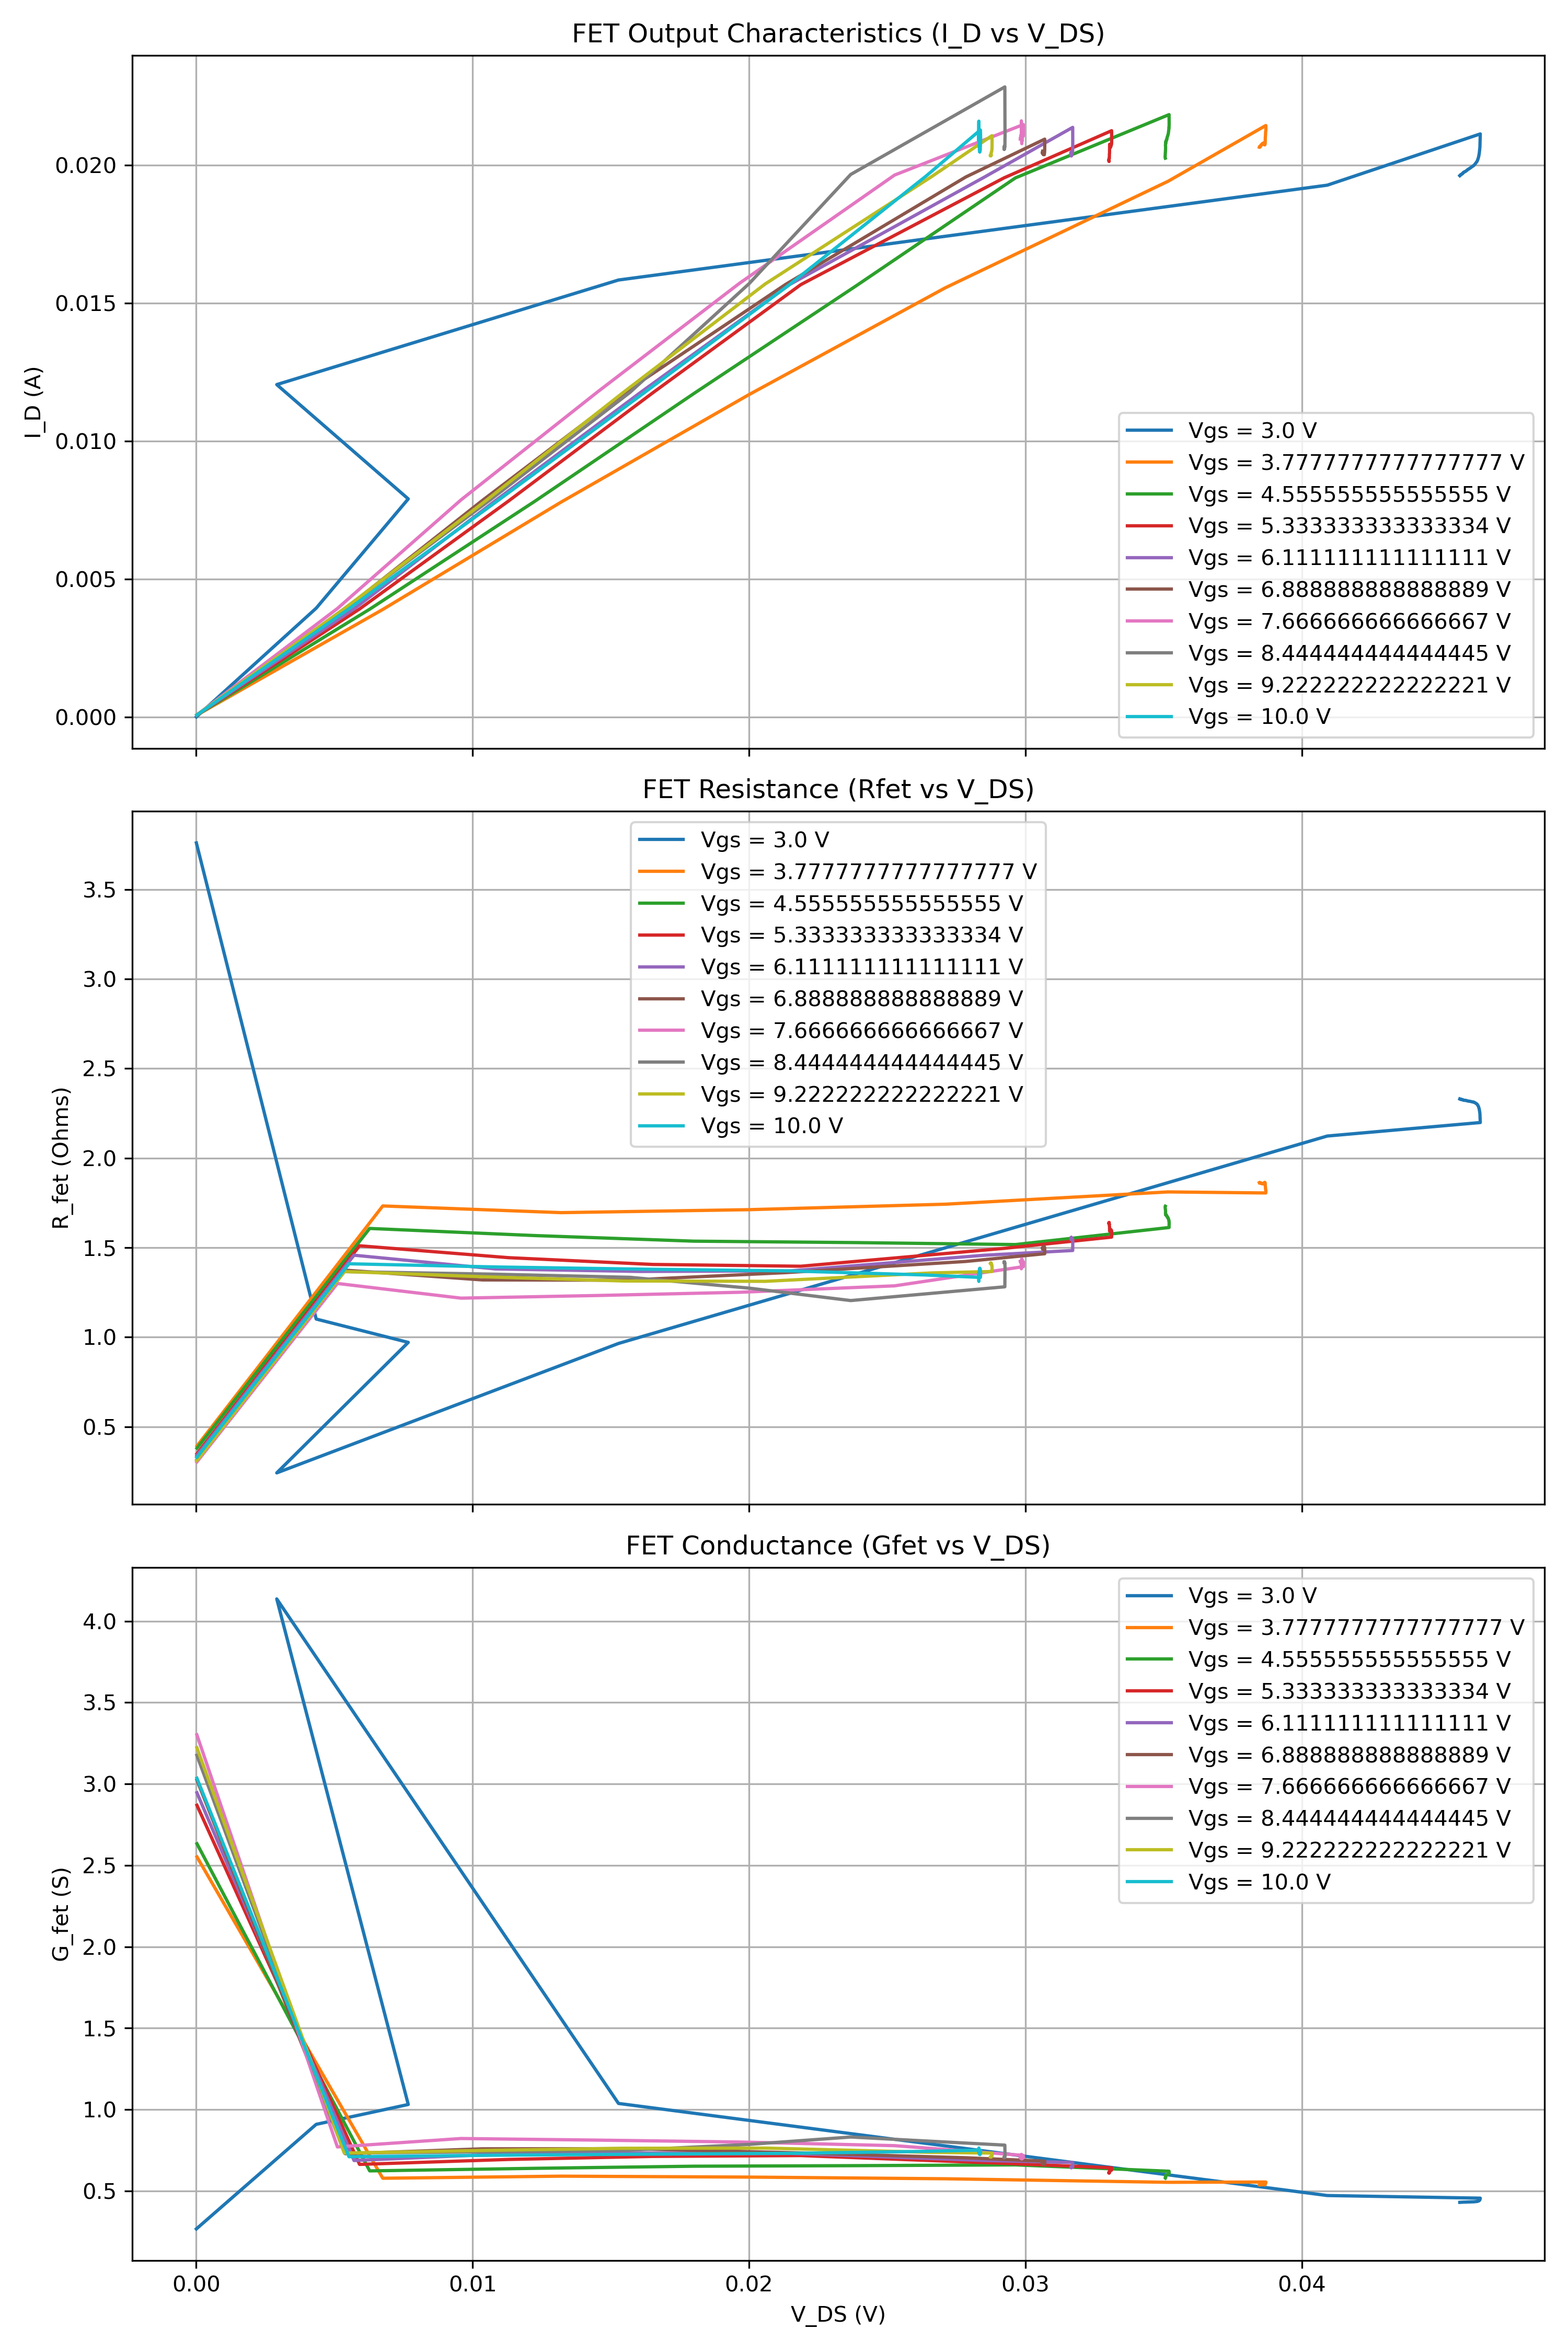 FET Output Characteristics (I_D vs V_DS)
0.020
0.015
0.010
0.005
0.000
I_D (A)
Vgs = 3.0 V
Vgs = 3.7777777777777777 V
Vgs = 4.555555555555555 V
Vgs = 5.333333333333334 V
Vgs = 6.111111111111111 V
Vgs = 6.888888888888889 V
Vgs = 7.666666666666667 V
Vgs = 8.444444444444445 V
Vgs = 9.222222222222221 V
Vgs = 10.0 V
FET Resistance (Rfet vs V_DS)
3.5
3.0
2.5
2.0
1.5
1.0
0.5
R_fet (Ohms)
Vgs = 3.0 V
Vgs = 3.7777777777777777 V
Vgs = 4.555555555555555 V
Vgs = 5.333333333333334 V
Vgs = 6.111111111111111 V
Vgs = 6.888888888888889 V
Vgs = 7.666666666666667 V
Vgs = 8.444444444444445 V
Vgs = 9.222222222222221 V
Vgs = 10.0 V
FET Conductance (Gfet vs V_DS)
4.0
3.5
3.0
2.5
2.0
1.5
1.0
0.5
G_fet (S)
Vgs = 3.0 V
Vgs = 3.7777777777777777 V
Vgs = 4.555555555555555 V
Vgs = 5.333333333333334 V
Vgs = 6.111111111111111 V
Vgs = 6.888888888888889 V
Vgs = 7.666666666666667 V
Vgs = 8.444444444444445 V
Vgs = 9.222222222222221 V
Vgs = 10.0 V
0.00 0.01 0.02 0.03 0.04
V_DS (V)